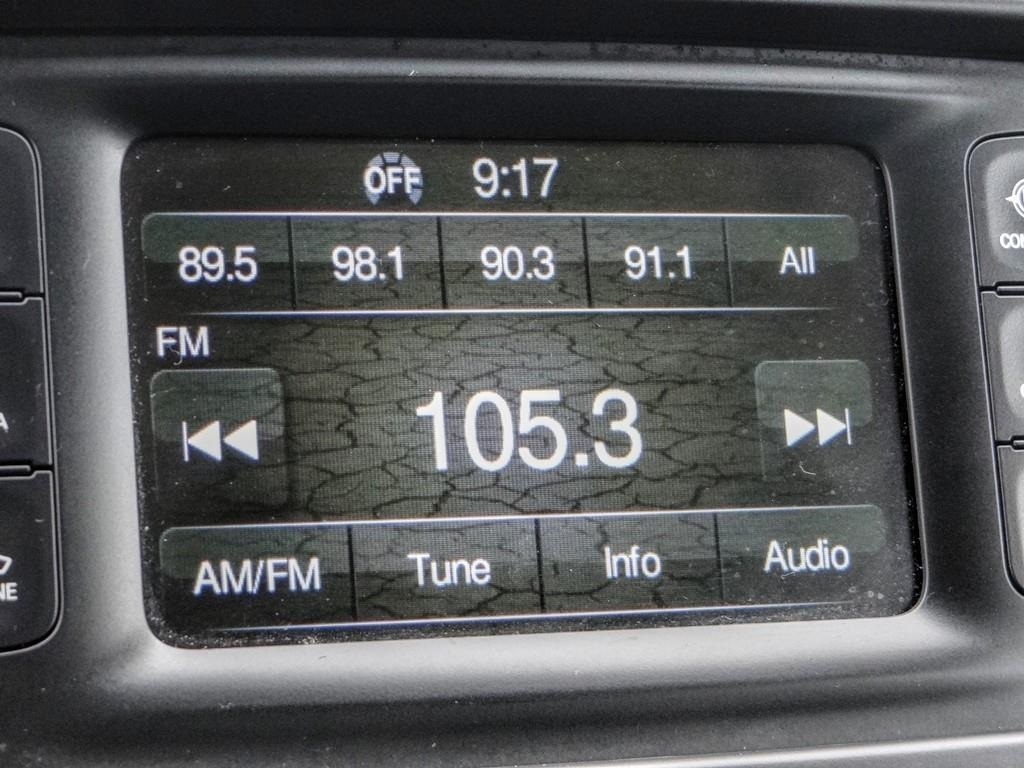 OFF 9:17
89.5 98.1 90.3 91.1 All
FM
105.3
AM/FM Tune Info Audio